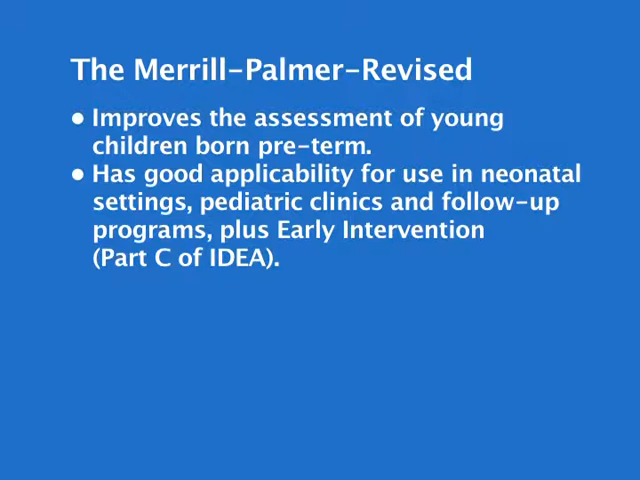 The Merrill-Palmer-Revised
● Improves the assessment of young
children born pre-term.
● Has good applicability for use in neonatal
settings, pediatric clinics and follow-up
programs, plus Early Intervention
(Part C of IDEA).